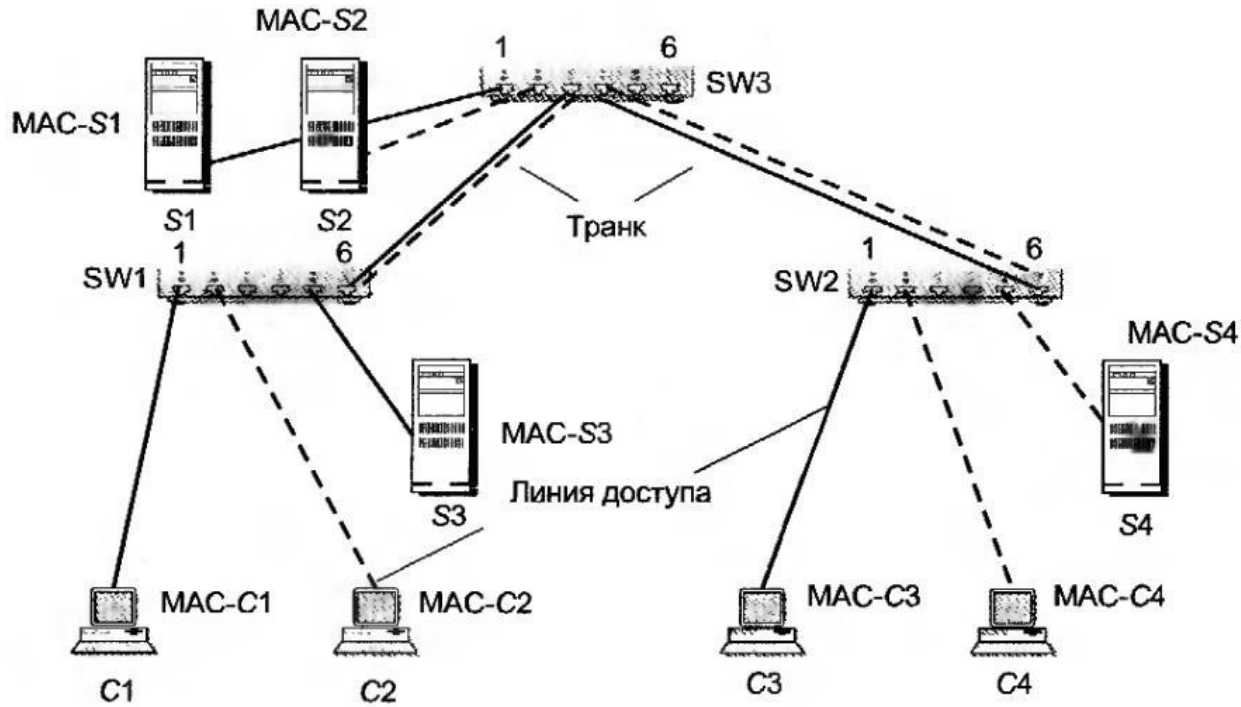 MAC-S2
1 6
SW3
MAC-S1
S1 S2
Транк
1 6
SW1
1 6
SW2
MAC-S4
MAC-S3
Линия доступа
S3
S4
MAC-C1 MAC-C2 MAC-C3 MAC-C4
C1 C2 C3 C4